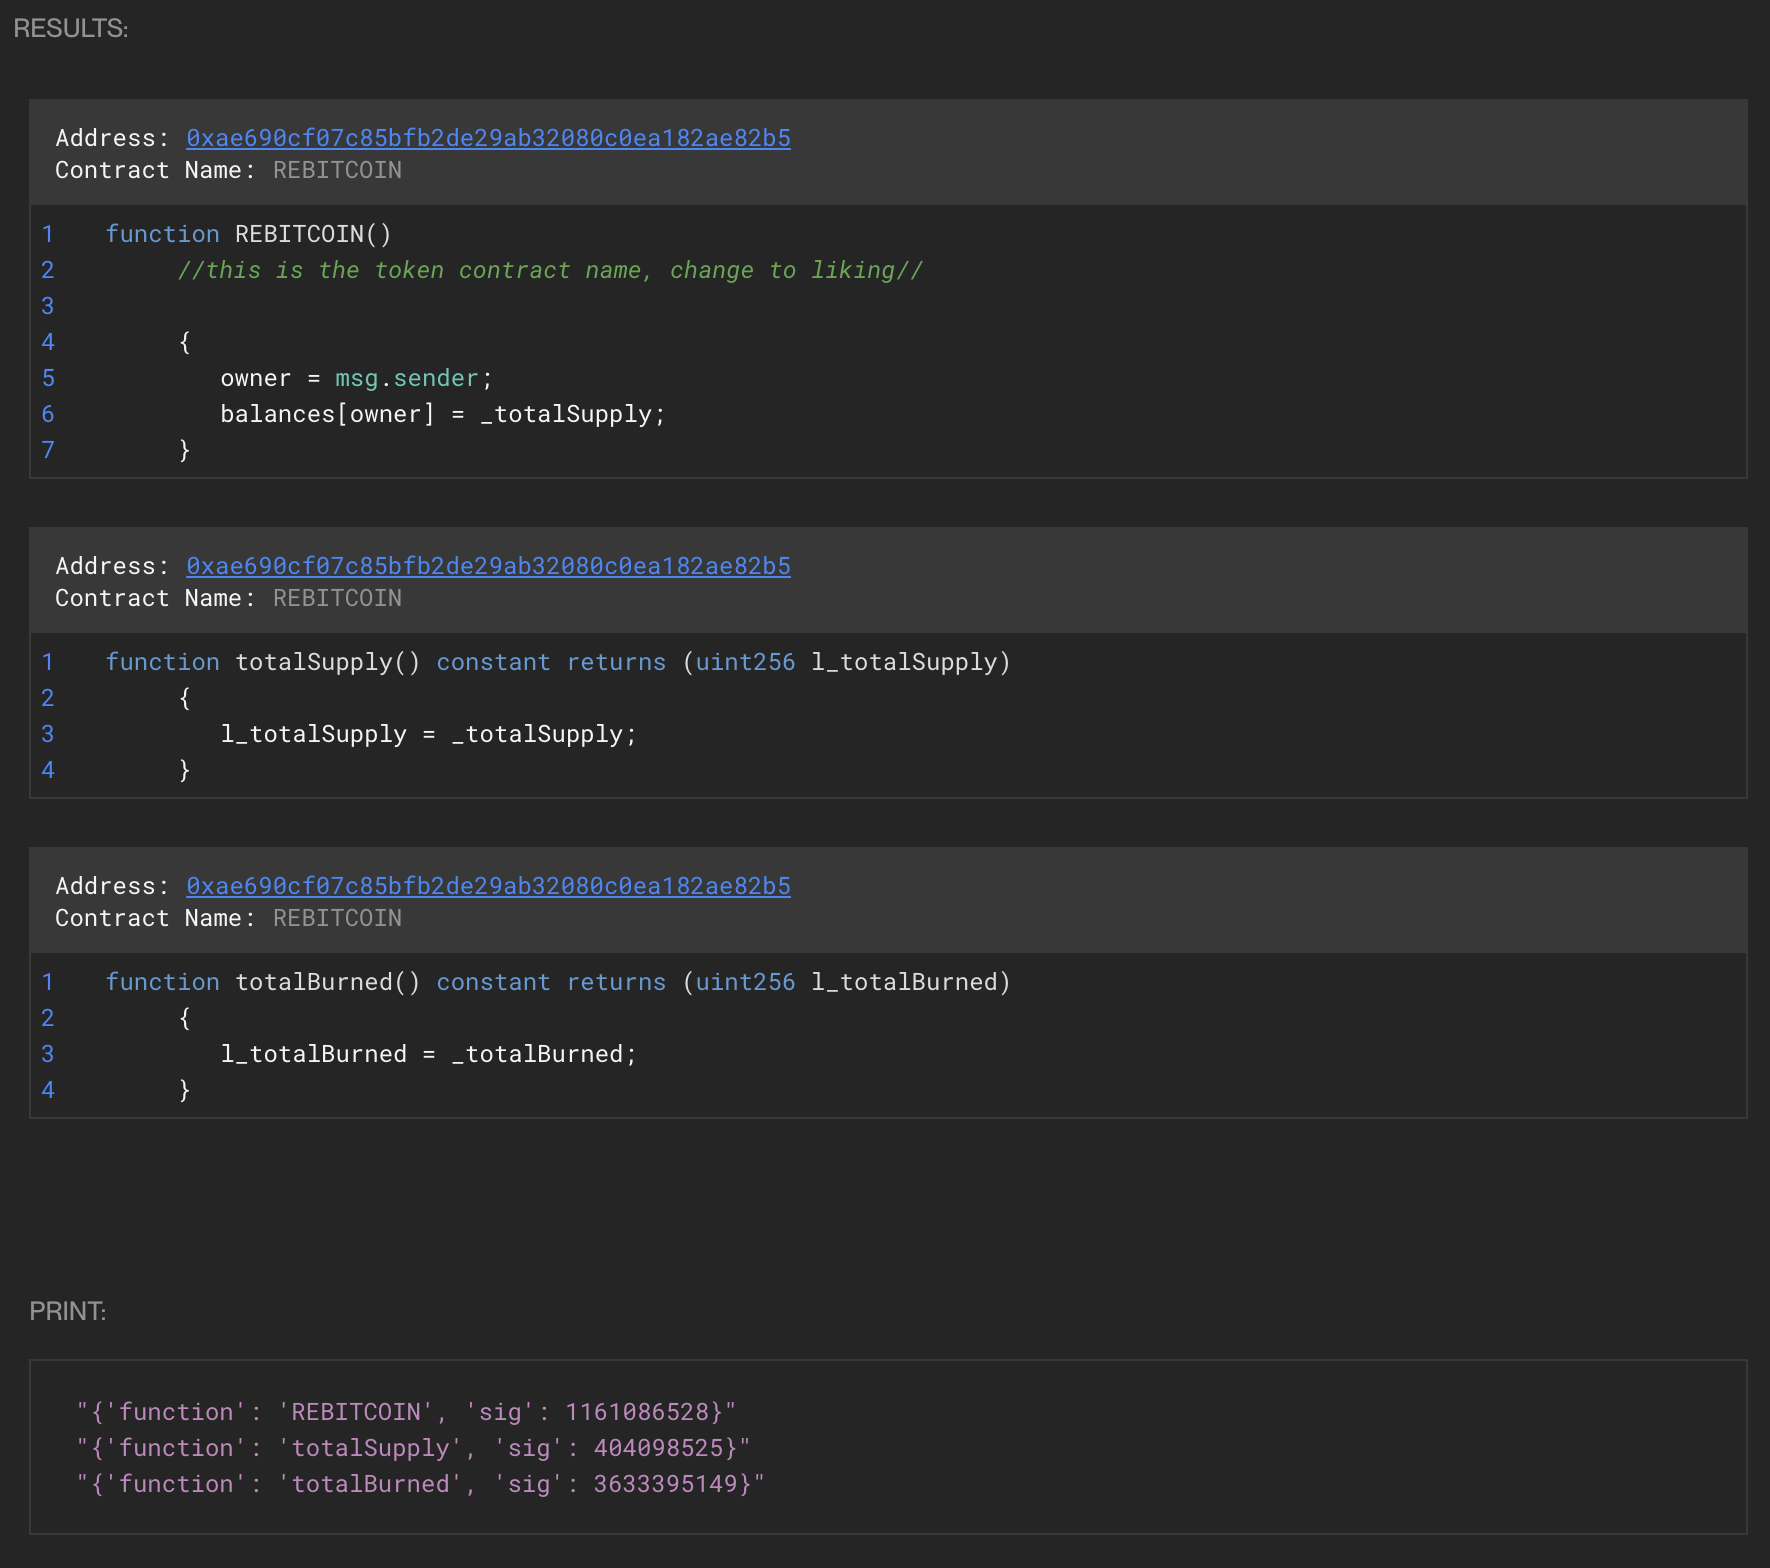 RESULTS:
Address: 0xae690cf07c85bfb2de29ab32080c0ea182ae82b5
Contract Name: REBITCOIN
1 function REBITCOIN()
2 //this is the token contract name, change to liking//
3
4 {
5 owner = msg.sender;
6 balances[owner] = _totalSupply;
7 }
Address: 0xae690cf07c85bfb2de29ab32080c0ea182ae82b5
Contract Name: REBITCOIN
1 function totalSupply() constant returns (uint256 l_totalSupply)
2 {
3 l_totalSupply = _totalSupply;
4 }
Address: 0xae690cf07c85bfb2de29ab32080c0ea182ae82b5
Contract Name: REBITCOIN
1 function totalBurned() constant returns (uint256 l_totalBurned)
2 {
3 l_totalBurned = _totalBurned;
4 }
PRINT:
"{'function': 'REBITCOIN', 'sig': 1161086528}"
"{'function': 'totalSupply', 'sig': 404098525}"
"{'function': 'totalBurned', 'sig': 3633395149}"